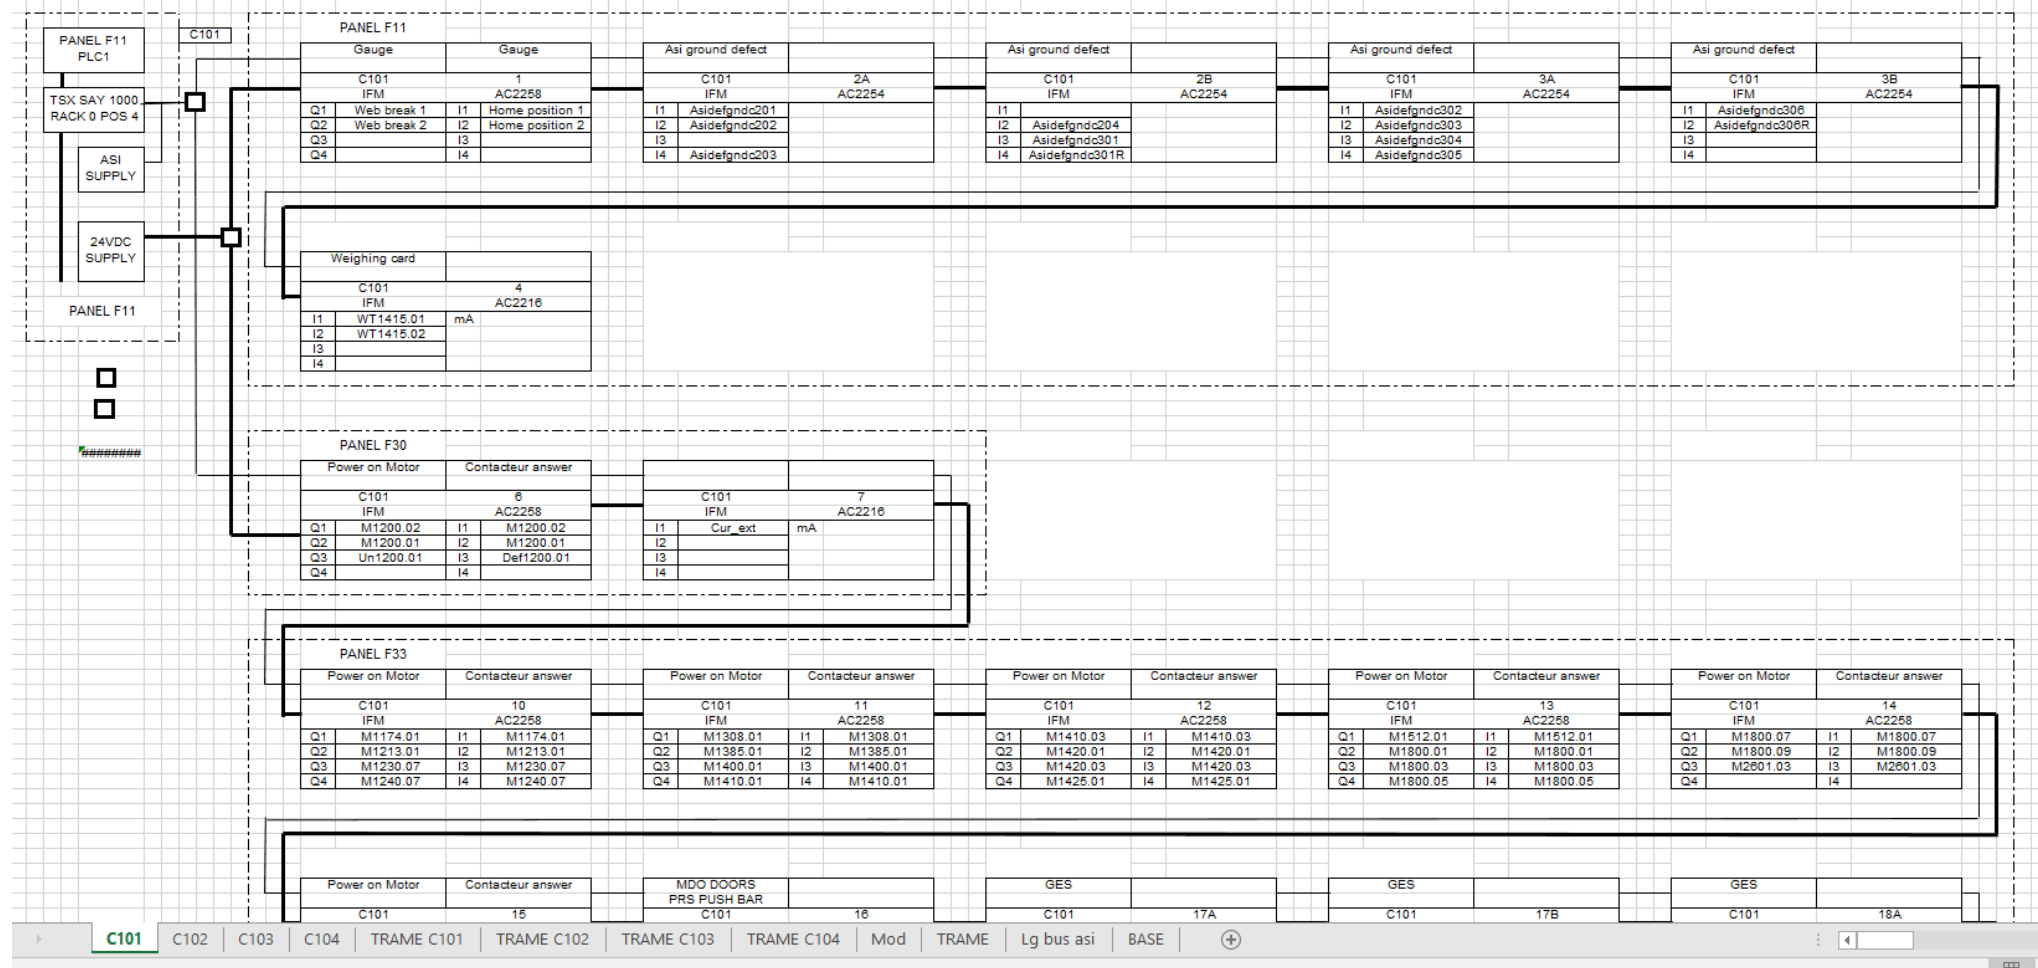 PANEL F11
PLC1
C101
TSX SAY 1000
RACK 0 POS 4
ASI
SUPPLY
24VDC
SUPPLY
PANEL F11
########
PANEL F11
Gauge Gauge
C101 1
IFM AC2258
Q1 Web break 1 I1 Home position 1
Q2 Web break 2 I2 Home position 2
Q3 I3
Q4 I4
Asi ground defect
C101 2A
IFM AC2254
I1 Asidefgndc201
I2 Asidefgndc202
I3
I4 Asidefgndc203
Asi ground defect
C101 2B
IFM AC2254
I1
I2 Asidefgndc204
I3 Asidefgndc301
I4 Asidefgndc301R
Asi ground defect
C101 3A
IFM AC2254
I1 Asidefgndc302
I2 Asidefgndc303
I3 Asidefgndc304
I4 Asidefgndc305
Asi ground defect
C101 3B
IFM AC2254
I1 Asidefgndc306
I2 Asidefgndc306R
I3
I4
Weighing card
C101 4
IFM AC2216
I1 WT1415.01 mA
I2 WT1415.02
I3
I4
PANEL F30
Power on Motor Contacteur answer
C101 6
IFM AC2258
Q1 M1200.02 I1 M1200.02
Q2 M1200.01 I2 M1200.01
Q3 Un1200.01 I3 Def1200.01
Q4 I4
C101 7
IFM AC2216
I1 Cur_ext mA
I2
I3
I4
PANEL F33
Power on Motor Contacteur answer
C101 10
IFM AC2258
Q1 M1174.01 I1 M1174.01
Q2 M1213.01 I2 M1213.01
Q3 M1230.07 I3 M1230.07
Q4 M1240.07 I4 M1240.07
Power on Motor Contacteur answer
C101 11
IFM AC2258
Q1 M1308.01 I1 M1308.01
Q2 M1385.01 I2 M1385.01
Q3 M1400.01 I3 M1400.01
Q4 M1410.01 I4 M1410.01
Power on Motor Contacteur answer
C101 12
IFM AC2258
Q1 M1410.03 I1 M1410.03
Q2 M1420.01 I2 M1420.01
Q3 M1420.03 I3 M1420.03
Q4 M1425.01 I4 M1425.01
Power on Motor Contacteur answer
C101 13
IFM AC2258
Q1 M1512.01 I1 M1512.01
Q2 M1800.01 I2 M1800.01
Q3 M1800.03 I3 M1800.03
Q4 M1800.05 I4 M1800.05
Power on Motor Contacteur answer
C101 14
IFM AC2258
Q1 M1800.07 I1 M1800.07
Q2 M1800.09 I2 M1800.09
Q3 M2601.03 I3 M2601.03
Q4 I4
Power on Motor Contacteur answer
C101 15
MDO DOORS
PRS PUSH BAR
C101 16
GES
C101 17A
GES
C101 17B
GES
C101 18A
C101 C102 C103 C104 TRAME C101 TRAME C102 TRAME C103 TRAME C104 Mod TRAME Lg bus asi BASE